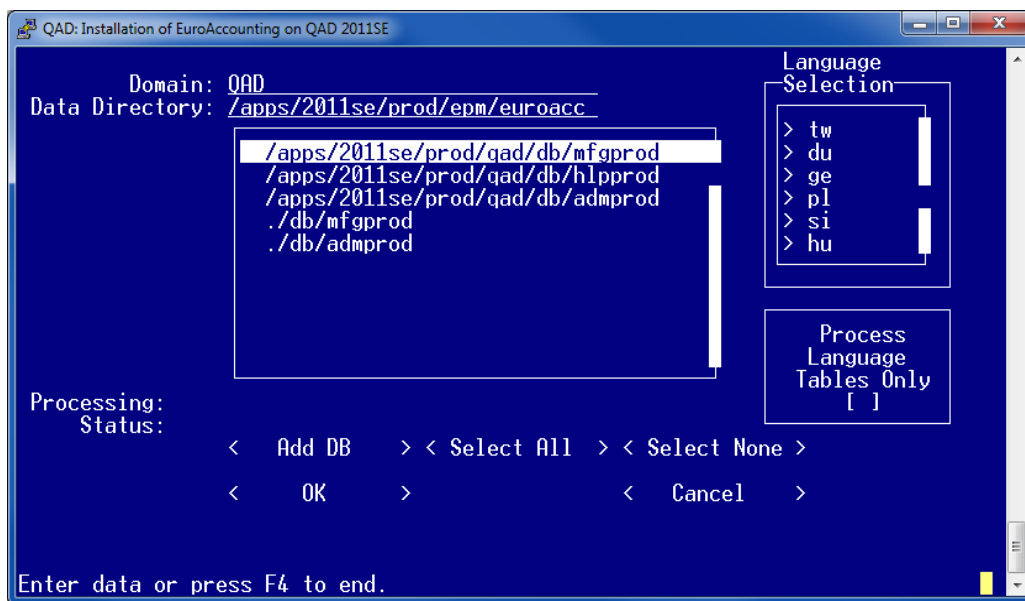 QAD: Installation of EuroAccounting on QAD 2011SE
Language
Selection
Domain: QAD
Data Directory: /apps/2011se/prod/epm/euroacc
/apps/2011se/prod/qad/db/mfgprod
/apps/2011se/prod/qad/db/hlpprod
/apps/2011se/prod/qad/db/admprod
./db/mfgprod
./db/admprod
> tw
> du
> ge
> pl
> si
> hu
Process
Language
Tables Only
[ ]
Processing:
Status:
< Add DB > < Select All > < Select None >
< OK > < Cancel >
Enter data or press F4 to end.